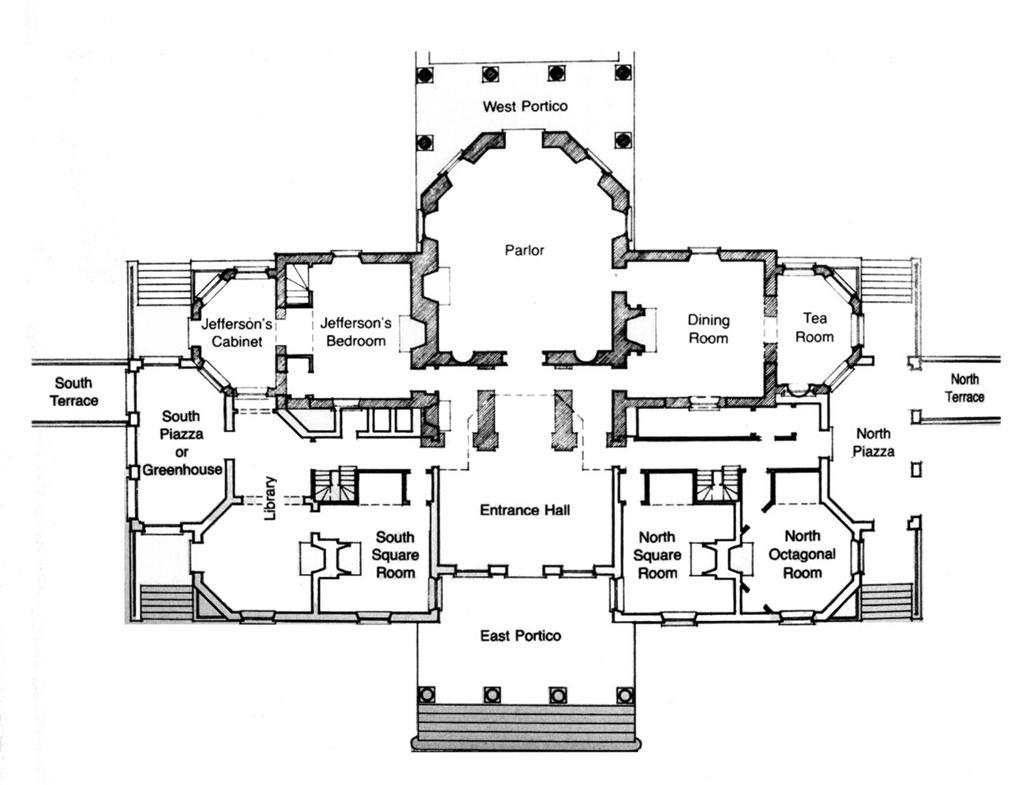 West Portico
Parlor
Jefferson's
Cabinet
Jefferson's
Bedroom
Dining
Room
Tea
Room
South
Terrace
North
Terrace
South
Piazza
or
Greenhouse
North
Piazza
Library
Entrance Hall
South
Square
Room
North
Square
Room
North
Octagonal
Room
East Portico